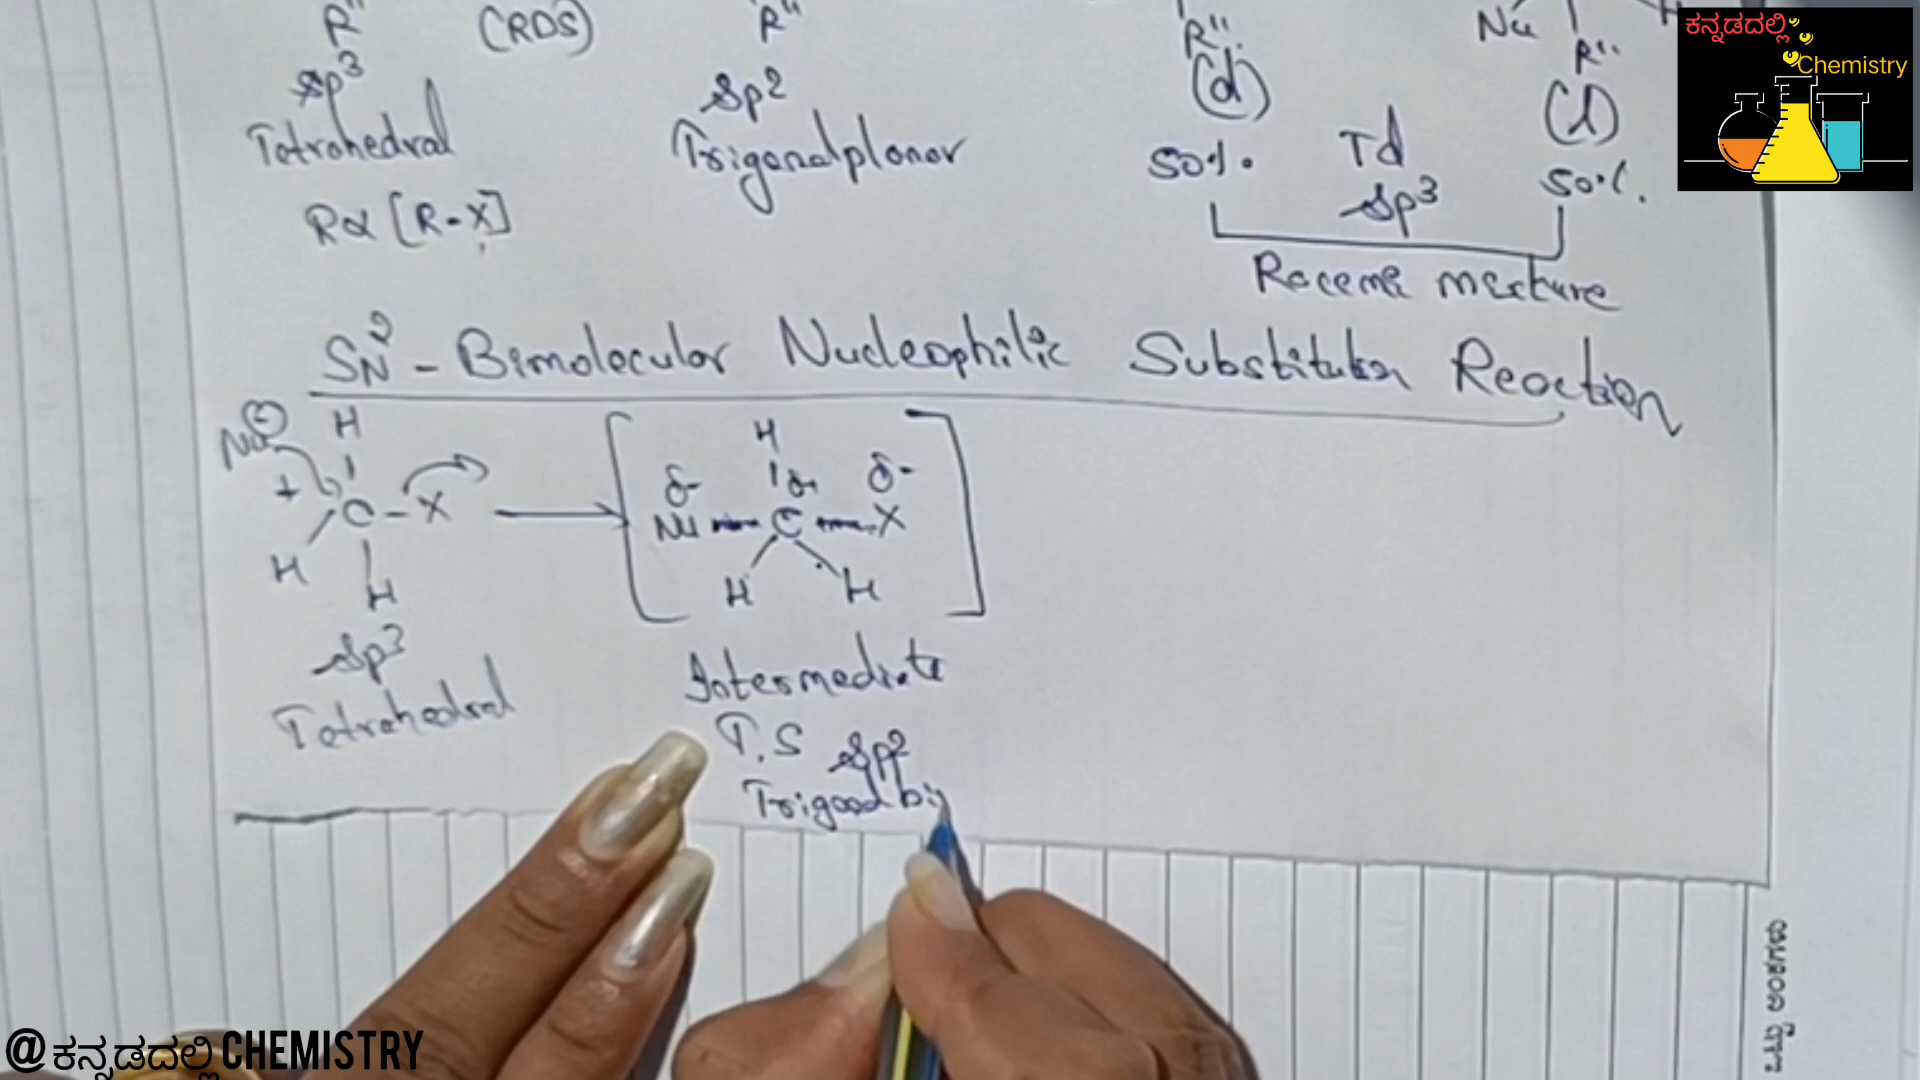 R" (RDS) R" R" Nu R"
ಕನ್ನಡದಲ್ಲಿ
Chemistry
Sp3 Sp2 (d) (l)
Tetrahedral Trigonalplanar 50% Td 50%.
Sp3
Rα [R-X]
Racemi mixture
SN2 - Bimolecular Nucleophilic Substitution Reaction
Nu(-) H H
+ δ- δ+ δ-
C - X Nu C X
H H H H
Sp3 Intermediate
Tetrahedral T.S Sp2
Trigonal bi
@ಕನ್ನಡದಲ್ಲಿ CHEMISTRY